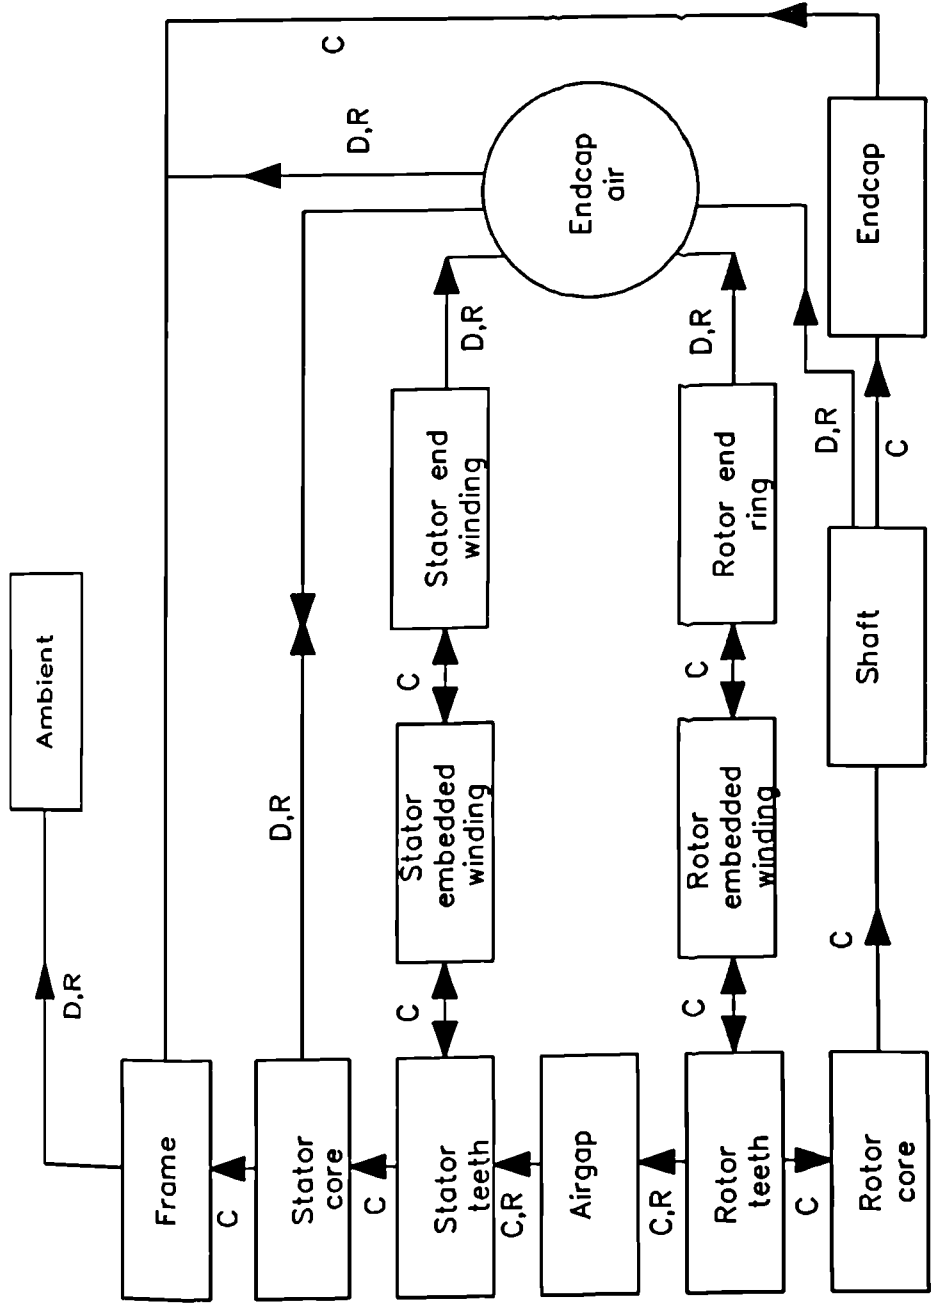 Ambient
D,R
Frame
C
D,R
C
Stator
core
D,R
C
Stator
teeth
C
Stator
embedded
winding
C
Stator end
winding
D,R
Endcap
air
C,R
Airgap
C,R
Rotor
teeth
C
Rotor
embedded
winding
C
Rotor end
ring
D,R
C
Rotor
core
C
Shaft
D,R
C
Endcap